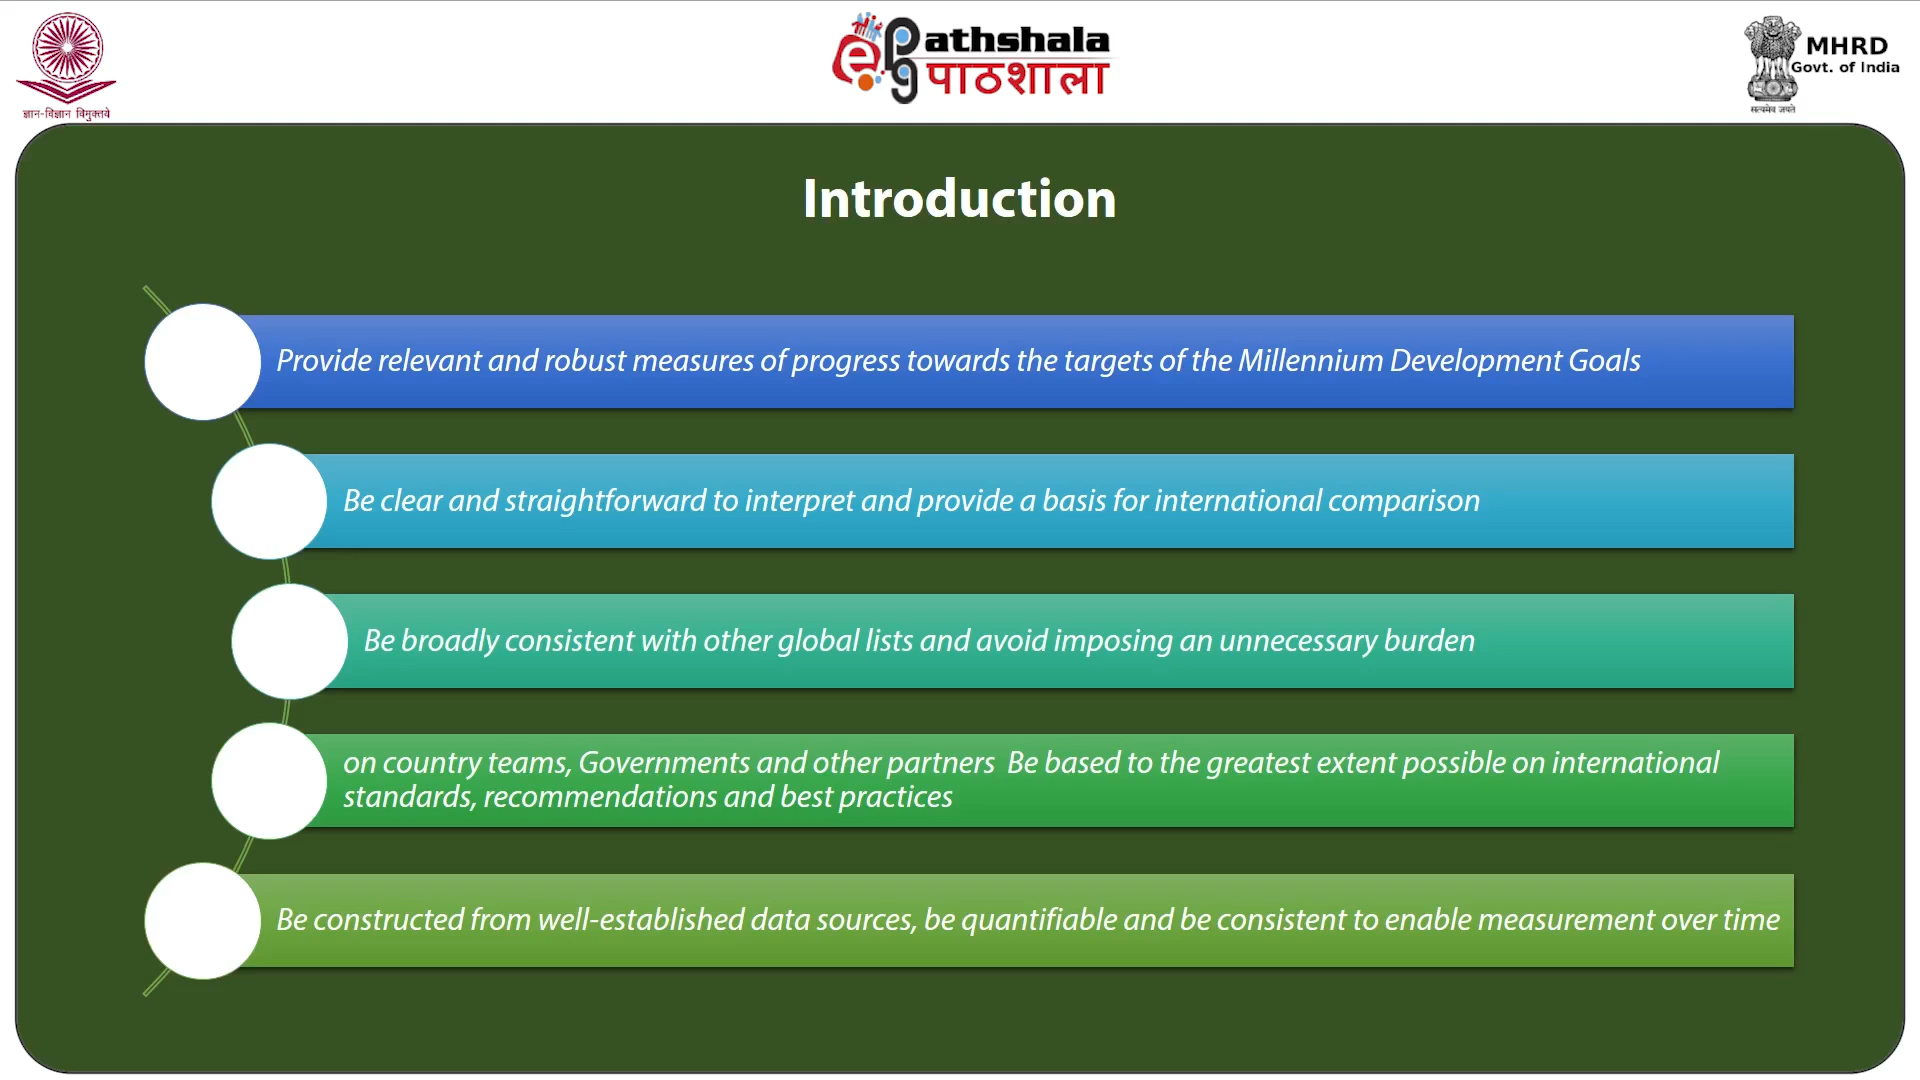 ज्ञान-विज्ञान विमुक्तये
e
pg
athshala
पाठशाला
MHRD
Govt. of India
सत्यमेव जयते
Introduction
Provide relevant and robust measures of progress towards the targets of the Millennium Development Goals
Be clear and straightforward to interpret and provide a basis for international comparison
Be broadly consistent with other global lists and avoid imposing an unnecessary burden
on country teams, Governments and other partners  Be based to the greatest extent possible on international
standards, recommendations and best practices
Be constructed from well-established data sources, be quantifiable and be consistent to enable measurement over time